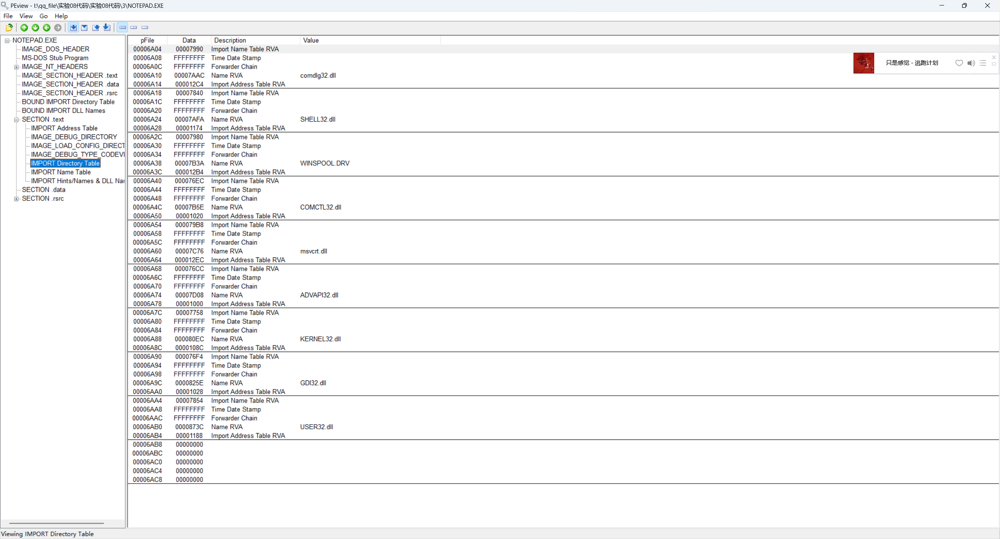 PEview - I:\qq_file\实验08代码\实验08代码\3\NOTEPAD.EXE
File View Go Help
NOTEPAD.EXE
IMAGE_DOS_HEADER
MS-DOS Stub Program
IMAGE_NT_HEADERS
IMAGE_SECTION_HEADER .text
IMAGE_SECTION_HEADER .data
IMAGE_SECTION_HEADER .rsrc
BOUND IMPORT Directory Table
BOUND IMPORT DLL Names
SECTION .text
IMPORT Address Table
IMAGE_DEBUG_DIRECTORY
IMAGE_LOAD_CONFIG_DIRECT
IMAGE_DEBUG_TYPE_CODEVI
IMPORT Directory Table
IMPORT Name Table
IMPORT Hints/Names & DLL Nar
SECTION .data
SECTION .rsrc
pFile Data Description Value
00006A04 00007990 Import Name Table RVA
00006A08 FFFFFFFF Time Date Stamp
00006A0C FFFFFFFF Forwarder Chain
00006A10 00007AAC Name RVA comdlg32.dll
00006A14 000012C4 Import Address Table RVA
00006A18 00007840 Import Name Table RVA
00006A1C FFFFFFFF Time Date Stamp
00006A20 FFFFFFFF Forwarder Chain
00006A24 00007AFA Name RVA SHELL32.dll
00006A28 00001174 Import Address Table RVA
00006A2C 00007980 Import Name Table RVA
00006A30 FFFFFFFF Time Date Stamp
00006A34 FFFFFFFF Forwarder Chain
00006A38 00007B3A Name RVA WINSPOOL.DRV
00006A3C 000012B4 Import Address Table RVA
00006A40 000076EC Import Name Table RVA
00006A44 FFFFFFFF Time Date Stamp
00006A48 FFFFFFFF Forwarder Chain
00006A4C 00007B5E Name RVA COMCTL32.dll
00006A50 00001020 Import Address Table RVA
00006A54 000079B8 Import Name Table RVA
00006A58 FFFFFFFF Time Date Stamp
00006A5C FFFFFFFF Forwarder Chain
00006A60 00007C76 Name RVA msvcrt.dll
00006A64 000012EC Import Address Table RVA
00006A68 000076CC Import Name Table RVA
00006A6C FFFFFFFF Time Date Stamp
00006A70 FFFFFFFF Forwarder Chain
00006A74 00007D08 Name RVA ADVAPI32.dll
00006A78 00001000 Import Address Table RVA
00006A7C 00007758 Import Name Table RVA
00006A80 FFFFFFFF Time Date Stamp
00006A84 FFFFFFFF Forwarder Chain
00006A88 000080EC Name RVA KERNEL32.dll
00006A8C 0000108C Import Address Table RVA
00006A90 000076F4 Import Name Table RVA
00006A94 FFFFFFFF Time Date Stamp
00006A98 FFFFFFFF Forwarder Chain
00006A9C 0000825E Name RVA GDI32.dll
00006AA0 00001028 Import Address Table RVA
00006AA4 00007854 Import Name Table RVA
00006AA8 FFFFFFFF Time Date Stamp
00006AAC FFFFFFFF Forwarder Chain
00006AB0 0000873C Name RVA USER32.dll
00006AB4 00001188 Import Address Table RVA
00006AB8 00000000
00006ABC 00000000
00006AC0 00000000
00006AC4 00000000
00006AC8 00000000
只是感觉 - 逃跑计划
Viewing IMPORT Directory Table